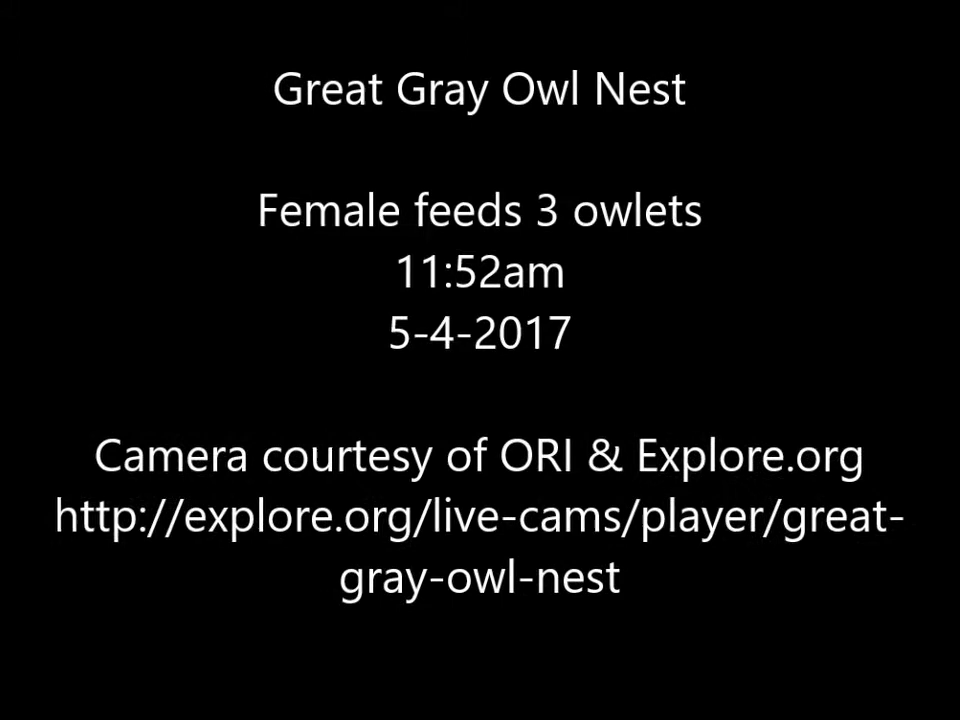 Great Gray Owl Nest
Female feeds 3 owlets
11:52am
5-4-2017
Camera courtesy of ORI & Explore.org
http://explore.org/live-cams/player/great-
gray-owl-nest